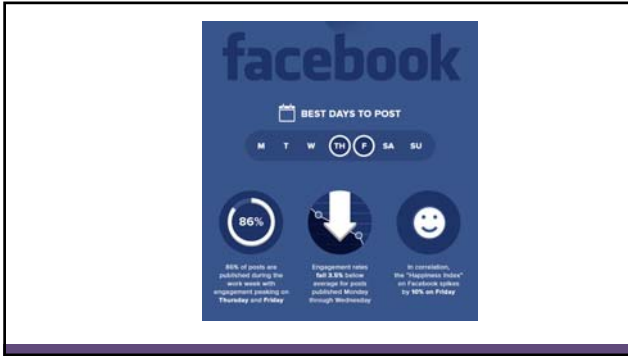 facebook
BEST DAYS TO POST
M T W TH F SA SU
86%
86% of posts are
published during the
work week with
engagement peaking on
Thursday and Friday
Engagement rates
fall 3.5% below
average for posts
published Monday
through Wednesday
In correlation,
the "Happiness Index"
on Facebook spikes
by 10% on Friday